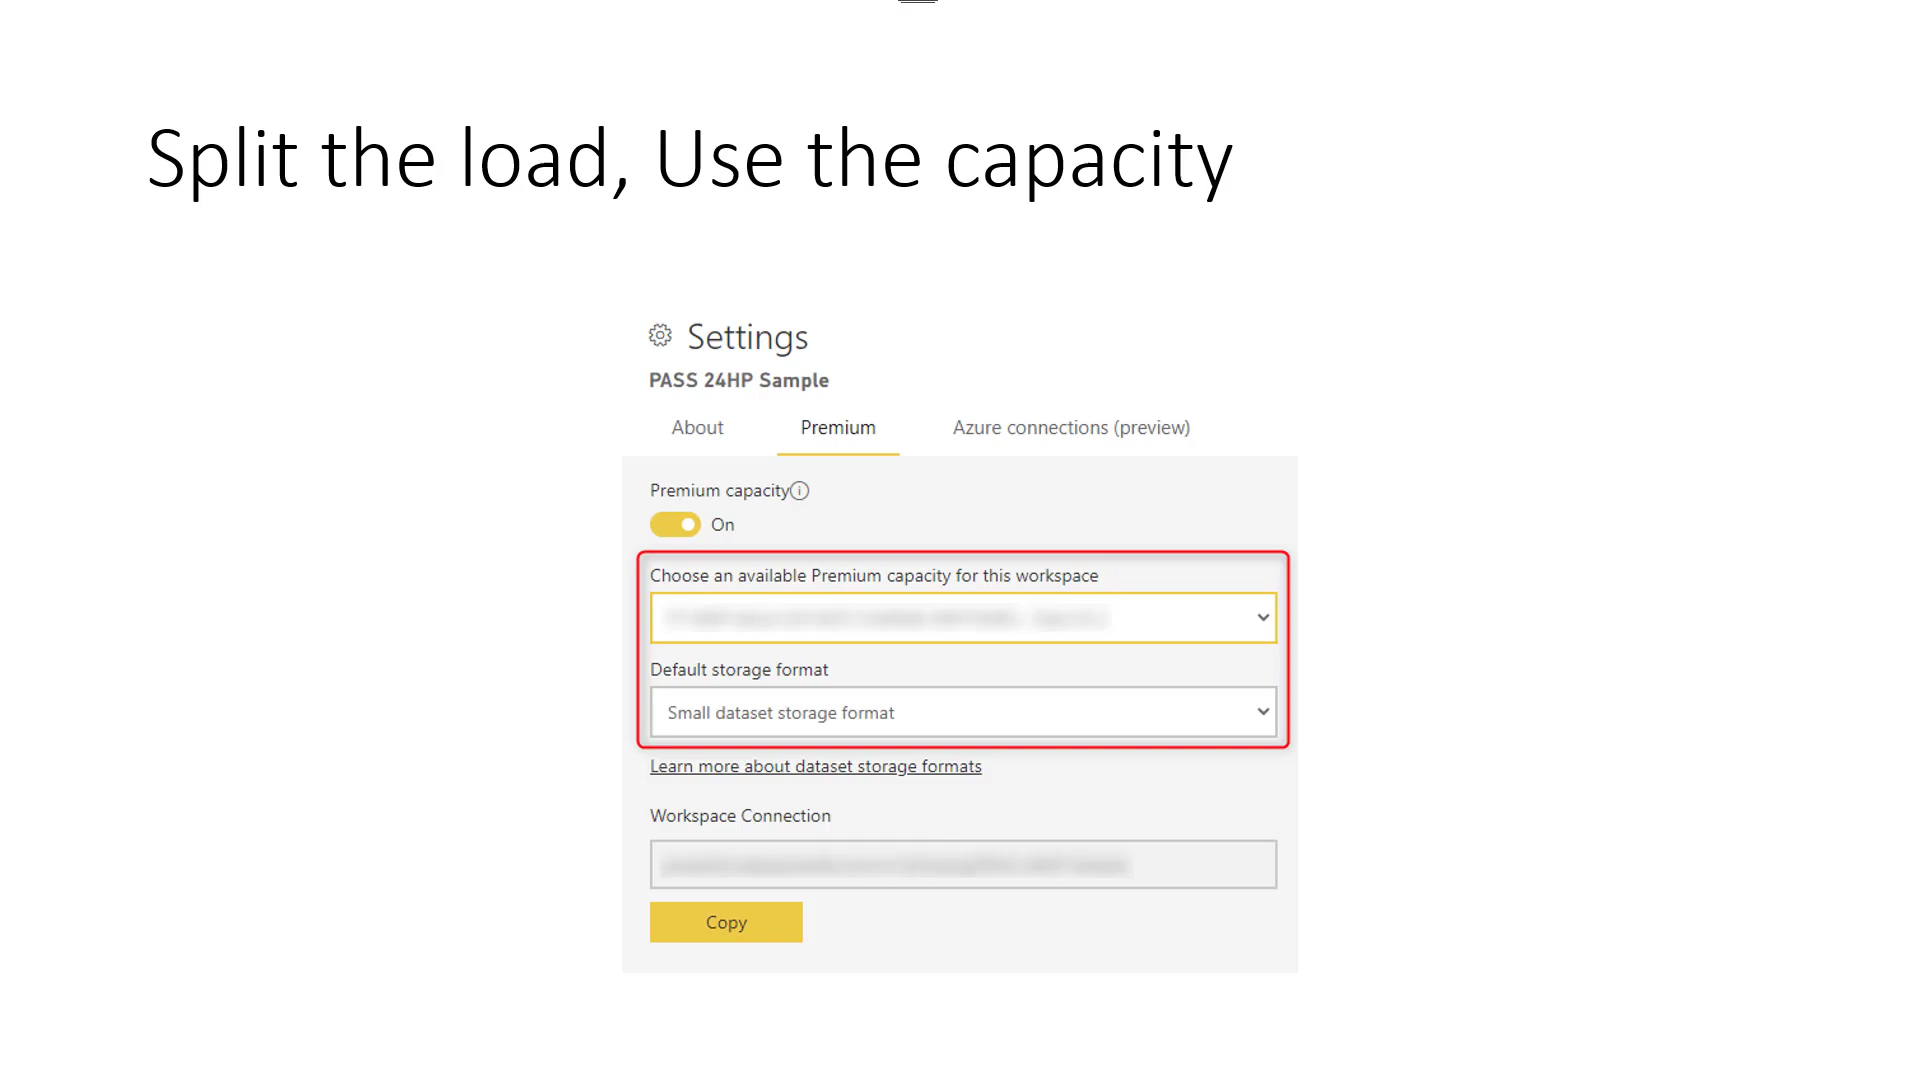 Split the load, Use the capacity
Settings
PASS 24HP Sample
About Premium Azure connections (preview)
Premium capacity
On
Choose an available Premium capacity for this workspace
Default storage format
Small dataset storage format
Learn more about dataset storage formats
Workspace Connection
Copy